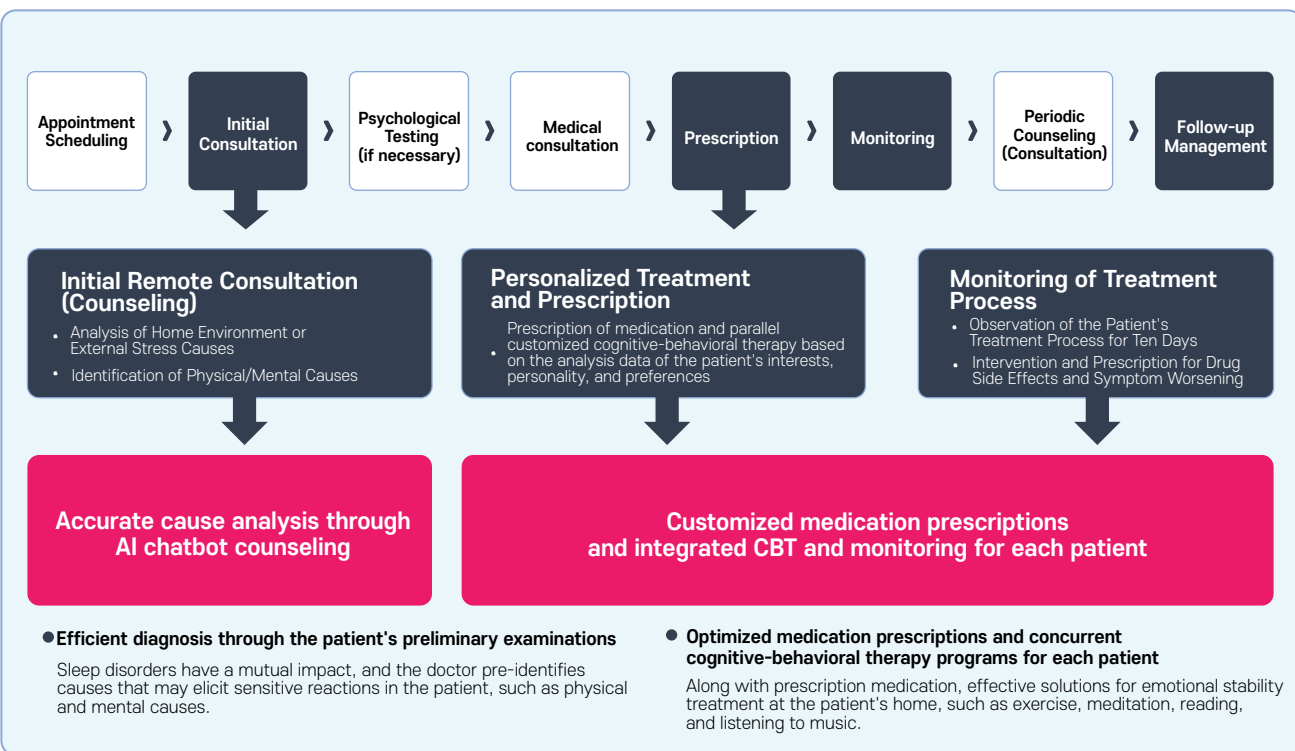 Appointment
Scheduling
Initial
Consultation
Psychological
Testing
(if necessary)
Medical
consultation
Prescription
Monitoring
Periodic
Counseling
(Consultation)
Follow-up
Management
Initial Remote Consultation
(Counseling)
• Analysis of Home Environment or
External Stress Causes
• Identification of Physical/Mental Causes
Personalized Treatment
and Prescription
Prescription of medication and parallel
customized cognitive-behavioral therapy based
• on the analysis data of the patient's interests,
personality, and preferences
Monitoring of Treatment
Process
• Observation of the Patient's
Treatment Process for Ten Days
• Intervention and Prescription for Drug
Side Effects and Symptom Worsening
Accurate cause analysis through
AI chatbot counseling
Customized medication prescriptions
and integrated CBT and monitoring for each patient
● Efficient diagnosis through the patient's preliminary examinations
Sleep disorders have a mutual impact, and the doctor pre-identifies
causes that may elicit sensitive reactions in the patient, such as physical
and mental causes.
● Optimized medication prescriptions and concurrent
cognitive-behavioral therapy programs for each patient
Along with prescription medication, effective solutions for emotional stability
treatment at the patient's home, such as exercise, meditation, reading,
and listening to music.